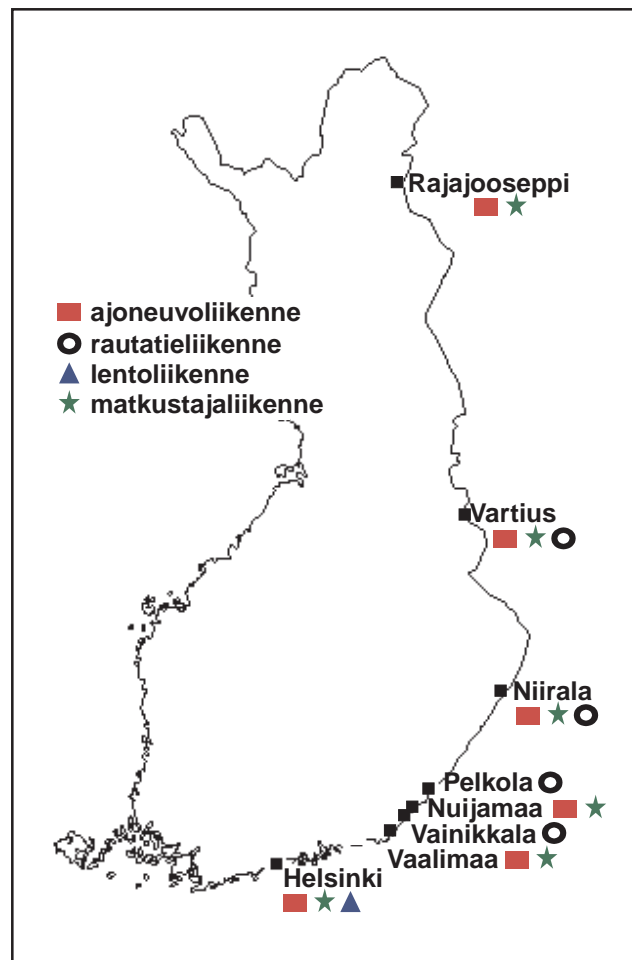 Rajajooseppi
ajoneuvoliikenne
rautatieliikenne
lentoliikenne
matkustajaliikenne
Vartius
Niirala
Pelkola
Nuijamaa
Vainikkala
Vaalimaa
Helsinki